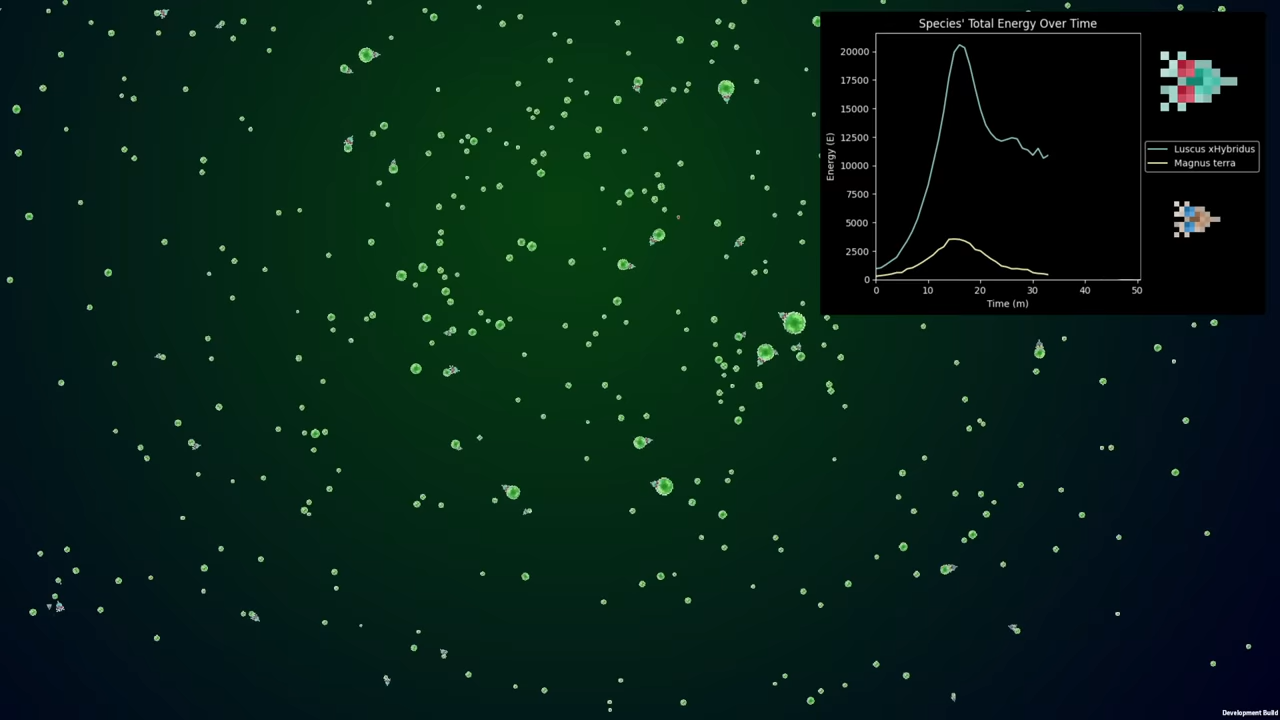 Species' Total Energy Over Time
Energy (E)
20000
17500
15000
12500
10000
7500
5000
2500
0
0 10 20 30 40 50
Time (m)
Luscus xHybridus
Magnus terra
Development Build